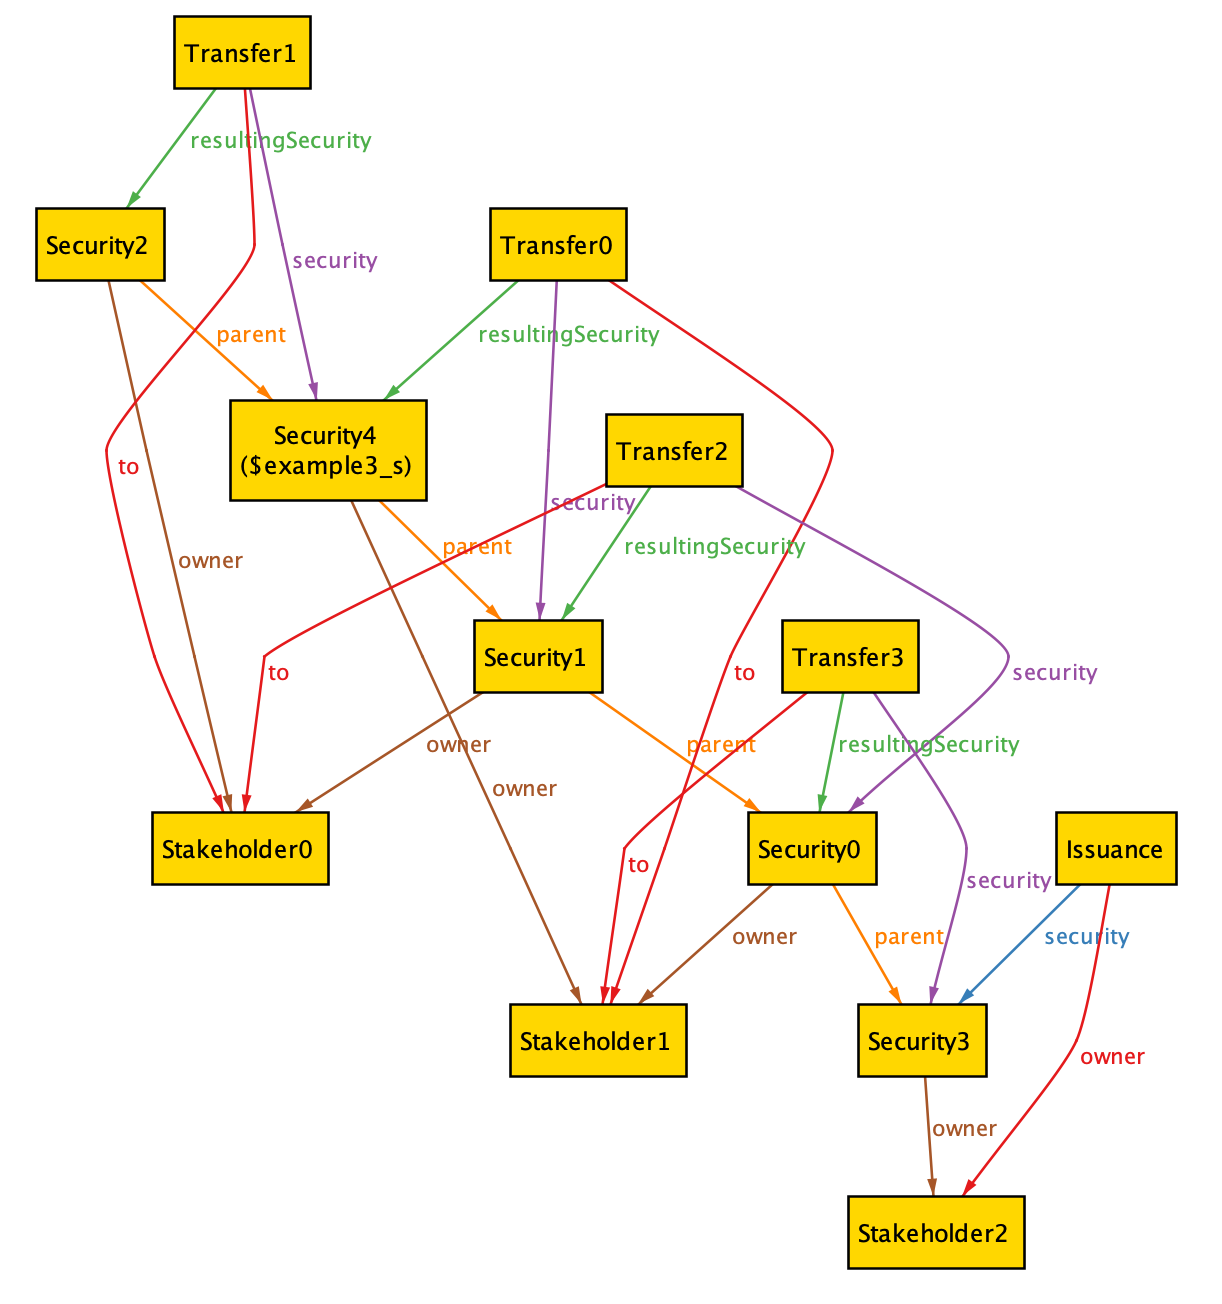 Transfer1
resultingSecurity
Security2
Transfer0
security
parent
resultingSecurity
Security4
($example3_s)
Transfer2
to
security
parent
resultingSecurity
owner
Security1
Transfer3
to
to
security
owner
parent
resultingSecurity
owner
Stakeholder0
Security0
Issuance
to
security
owner
parent
security
Stakeholder1
Security3
owner
owner
Stakeholder2